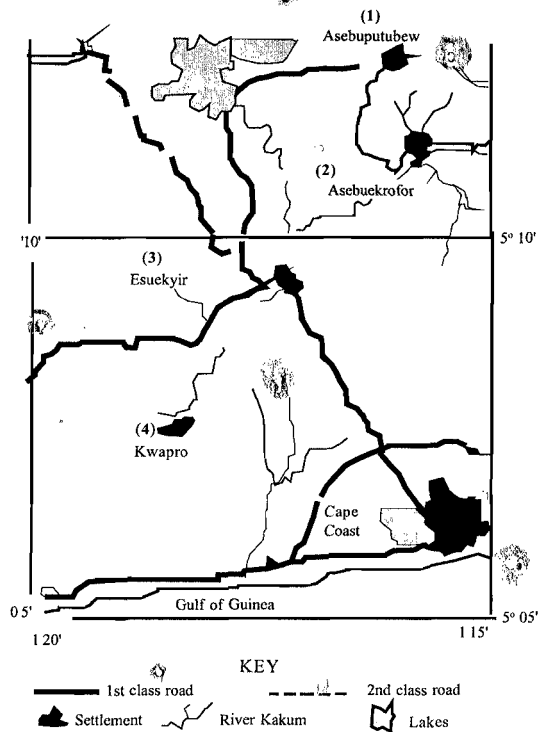 (1)
Asebuputubew
(2)
Asebuekrofor
'10'
5° 10'
(3)
Esuekyir
(4)
Kwapro
Cape
Coast
Gulf of Guinea
0 5'
5° 05'
1 20'
1 15'
KEY
1st class road
2nd class road
Settlement
River Kakum
Lakes